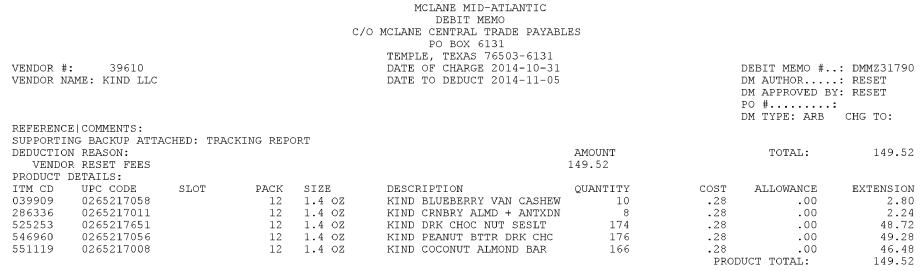 MCLANE MID-ATLANTIC
DEBIT MEMO
C/O MCLANE CENTRAL TRADE PAYABLES
PO BOX 6131
TEMPLE, TEXAS 76503-6131
VENDOR #: 39610 DATE OF CHARGE 2014-10-31 DEBIT MEMO #..: DMMZ31790
VENDOR NAME: KIND LLC DATE TO DEDUCT 2014-11-05 DM AUTHOR.....: RESET
DM APPROVED BY: RESET
PO #.........:
DM TYPE: ARB CHG TO:
REFERENCE|COMMENTS:
SUPPORTING BACKUP ATTACHED: TRACKING REPORT
DEDUCTION REASON: AMOUNT TOTAL: 149.52
VENDOR RESET FEES 149.52
PRODUCT DETAILS:
ITM CD UPC CODE SLOT PACK SIZE DESCRIPTION QUANTITY COST ALLOWANCE EXTENSION
039909 0265217058 12 1.4 OZ KIND BLUEBERRY VAN CASHEW 10 .28 .00 2.80
286336 0265217011 12 1.4 OZ KIND CRNBRY ALMD + ANTXDN 8 .28 .00 2.24
525253 0265217651 12 1.4 OZ KIND DRK CHOC NUT SESLT 174 .28 .00 48.72
546960 0265217056 12 1.4 OZ KIND PEANUT BTTR DRK CHC 176 .28 .00 49.28
551119 0265217008 12 1.4 OZ KIND COCONUT ALMOND BAR 166 .28 .00 46.48
PRODUCT TOTAL: 149.52